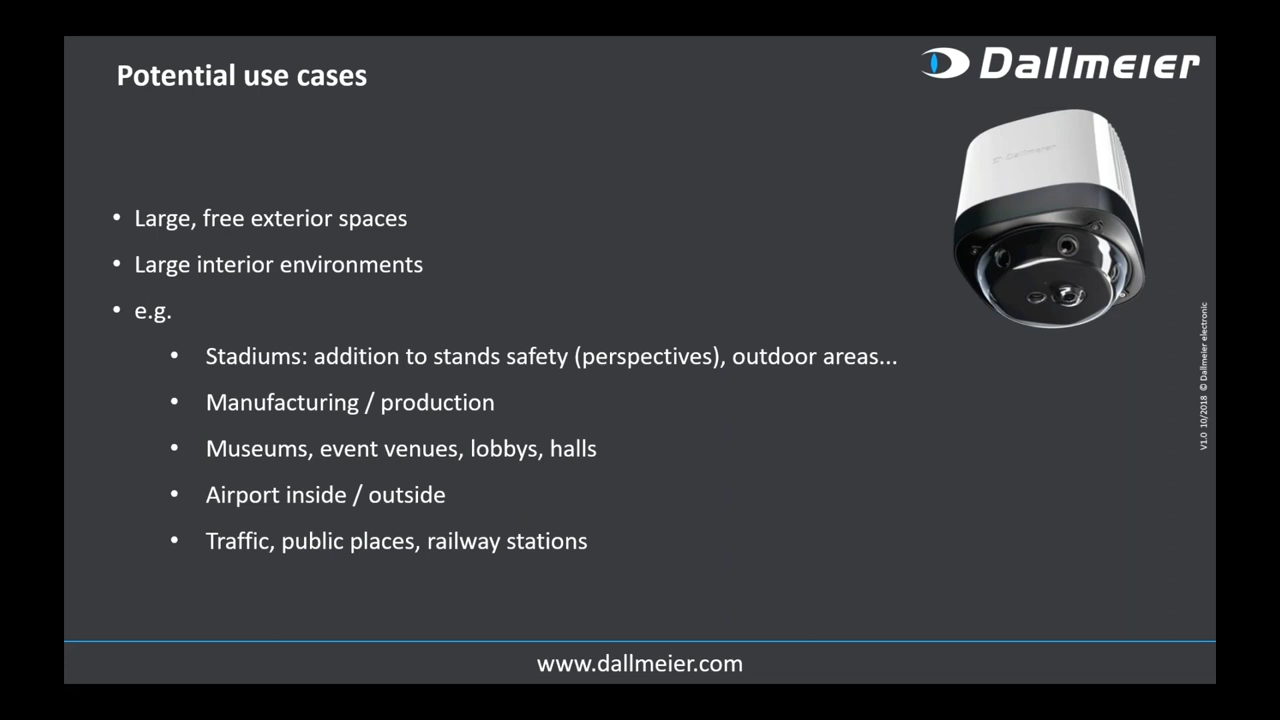 Potential use cases
Dallmeier
Dallmeier
• Large, free exterior spaces
• Large interior environments
• e.g.
• Stadiums: addition to stands safety (perspectives), outdoor areas...
• Manufacturing / production
• Museums, event venues, lobbys, halls
• Airport inside / outside
• Traffic, public places, railway stations
V1.0 10/2018 © Dallmeier electronic
www.dallmeier.com